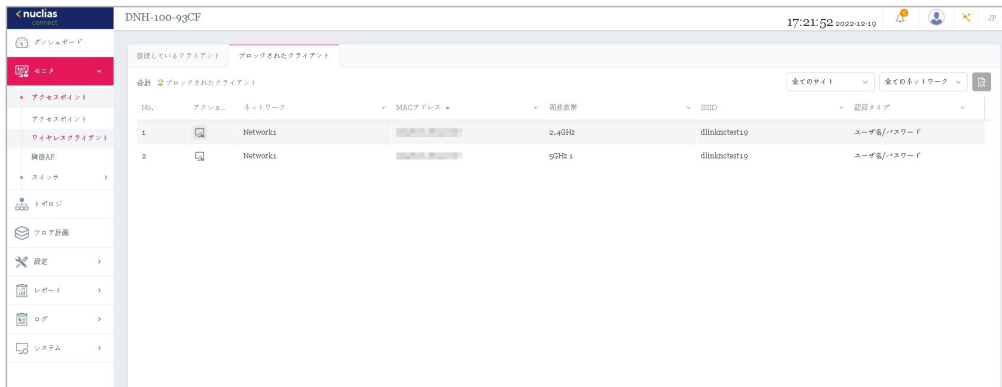 nuclias
connect
DNH-100-93CF
17:21:52 2022-12-19
JP
ダッシュボード
モニタ
アクセスポイント
アクセスポイント
ワイヤレスクライアント
隣接AP
スイッチ
トポロジ
フロア計画
設定
レポート
ログ
システム
接続しているクライアント
ブロックされたクライアント
合計 2 ブロックされたクライアント
全てのサイト
全てのネットワーク
No. アクショ... ネットワーク MACアドレス 周波数帯 SSID 認証タイプ
1 Network1 2.4GHz dlinknctest19 ユーザ名/パスワード
2 Network1 5GHz 1 dlinknctest19 ユーザ名/パスワード